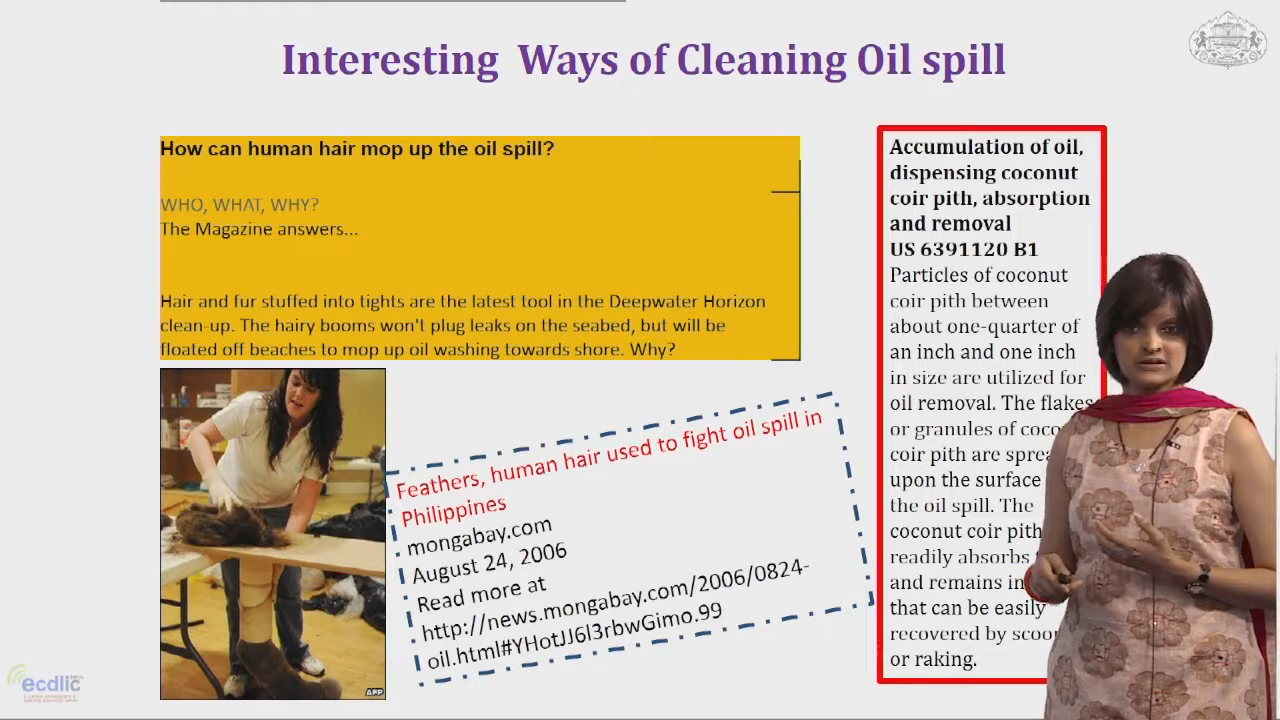 Interesting Ways of Cleaning Oil spill
How can human hair mop up the oil spill?
WHO, WHAT, WHY?
The Magazine answers...
Hair and fur stuffed into tights are the latest tool in the Deepwater Horizon
clean-up. The hairy booms won't plug leaks on the seabed, but will be
floated off beaches to mop up oil washing towards shore. Why?
AFP
Feathers, human hair used to fight oil spill in
Philippines
mongabay.com
August 24, 2006
Read more at
http://news.mongabay.com/2006/0824-
oil.html#YHotJJ6l3rbwGimo.99
Accumulation of oil,
dispensing coconut
coir pith, absorption
and removal
US 6391120 B1
Particles of coconut
coir pith between
about one-quarter of
an inch and one inch
in size are utilized for
oil removal. The flakes
or granules of
coir pith are
upon the surface
the oil spill. The
coconut coir pith
readily absorbs
and remains in
that can be easily
recovered by
or raking.
ecdlic